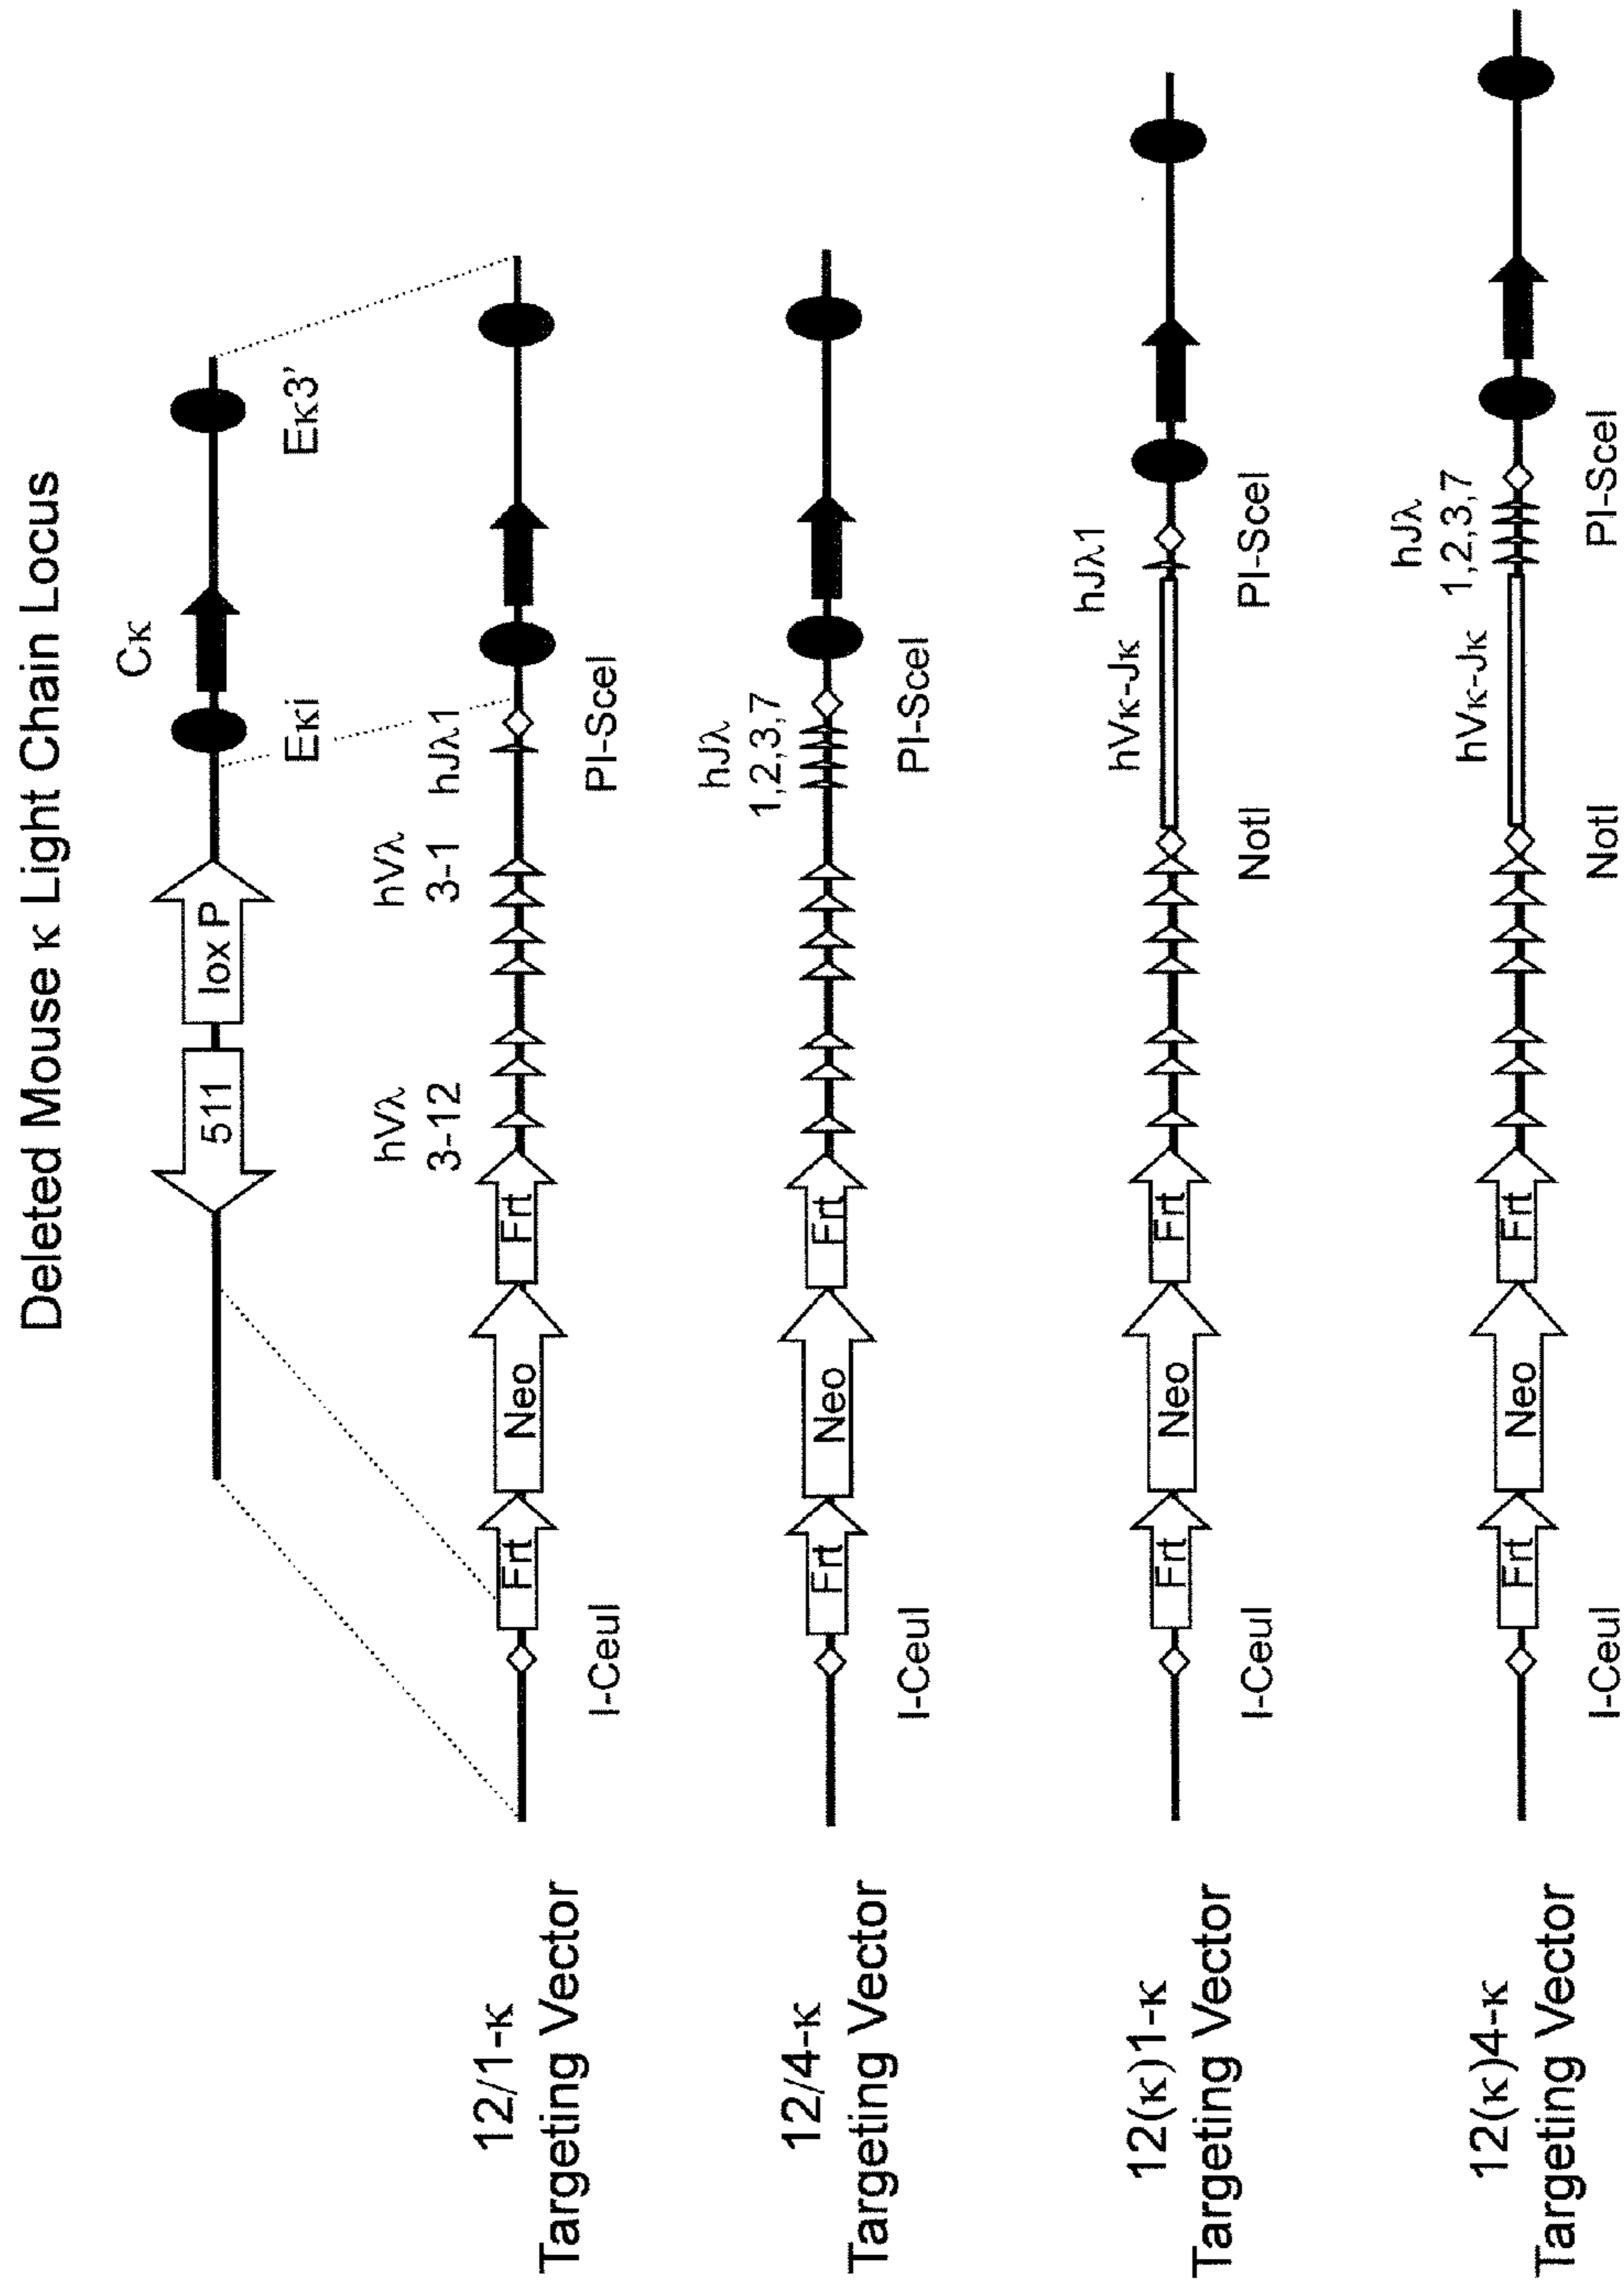 Deleted Mouse κ Light Chain Locus
511
lox P
Cκ
Eκi
Eκ3'
12/1-κ
Targeting Vector
hVλ
3-12
hVλ
3-1
hJλ1
Frt
Neo
Frt
I-CeuI
PI-SceI
12/4-κ
Targeting Vector
hJλ
1,2,3,7
Frt
Neo
Frt
I-CeuI
PI-SceI
12(κ)1-κ
Targeting Vector
hVκ-Jκ
hJλ1
Frt
Neo
Frt
I-CeuI
NotI
PI-SceI
12(κ)4-κ
Targeting Vector
hVκ-Jκ
hJλ
1,2,3,7
Frt
Neo
Frt
I-CeuI
NotI
PI-SceI